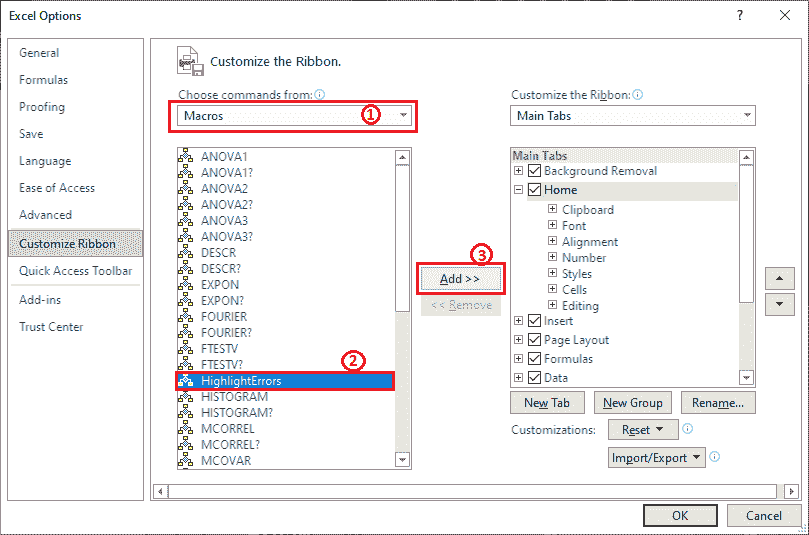 Excel Options
?
General
Formulas
Proofing
Save
Language
Ease of Access
Advanced
Customize Ribbon
Quick Access Toolbar
Add-ins
Trust Center
Customize the Ribbon.
Choose commands from:
Macros
1
ANOVA1
ANOVA1?
ANOVA2
ANOVA2?
ANOVA3
ANOVA3?
DESCR
DESCR?
EXPON
EXPON?
FOURIER
FOURIER?
FTESTV
FTESTV?
2
HighlightErrors
HISTOGRAM
HISTOGRAM?
MCORREL
MCORREL?
MCOVAR
3
Add >>
<< Remove
Customize the Ribbon:
Main Tabs
Main Tabs
Background Removal
Home
Clipboard
Font
Alignment
Number
Styles
Cells
Editing
Insert
Page Layout
Formulas
Data
New Tab
New Group
Rename...
Customizations:
Reset
Import/Export
OK
Cancel